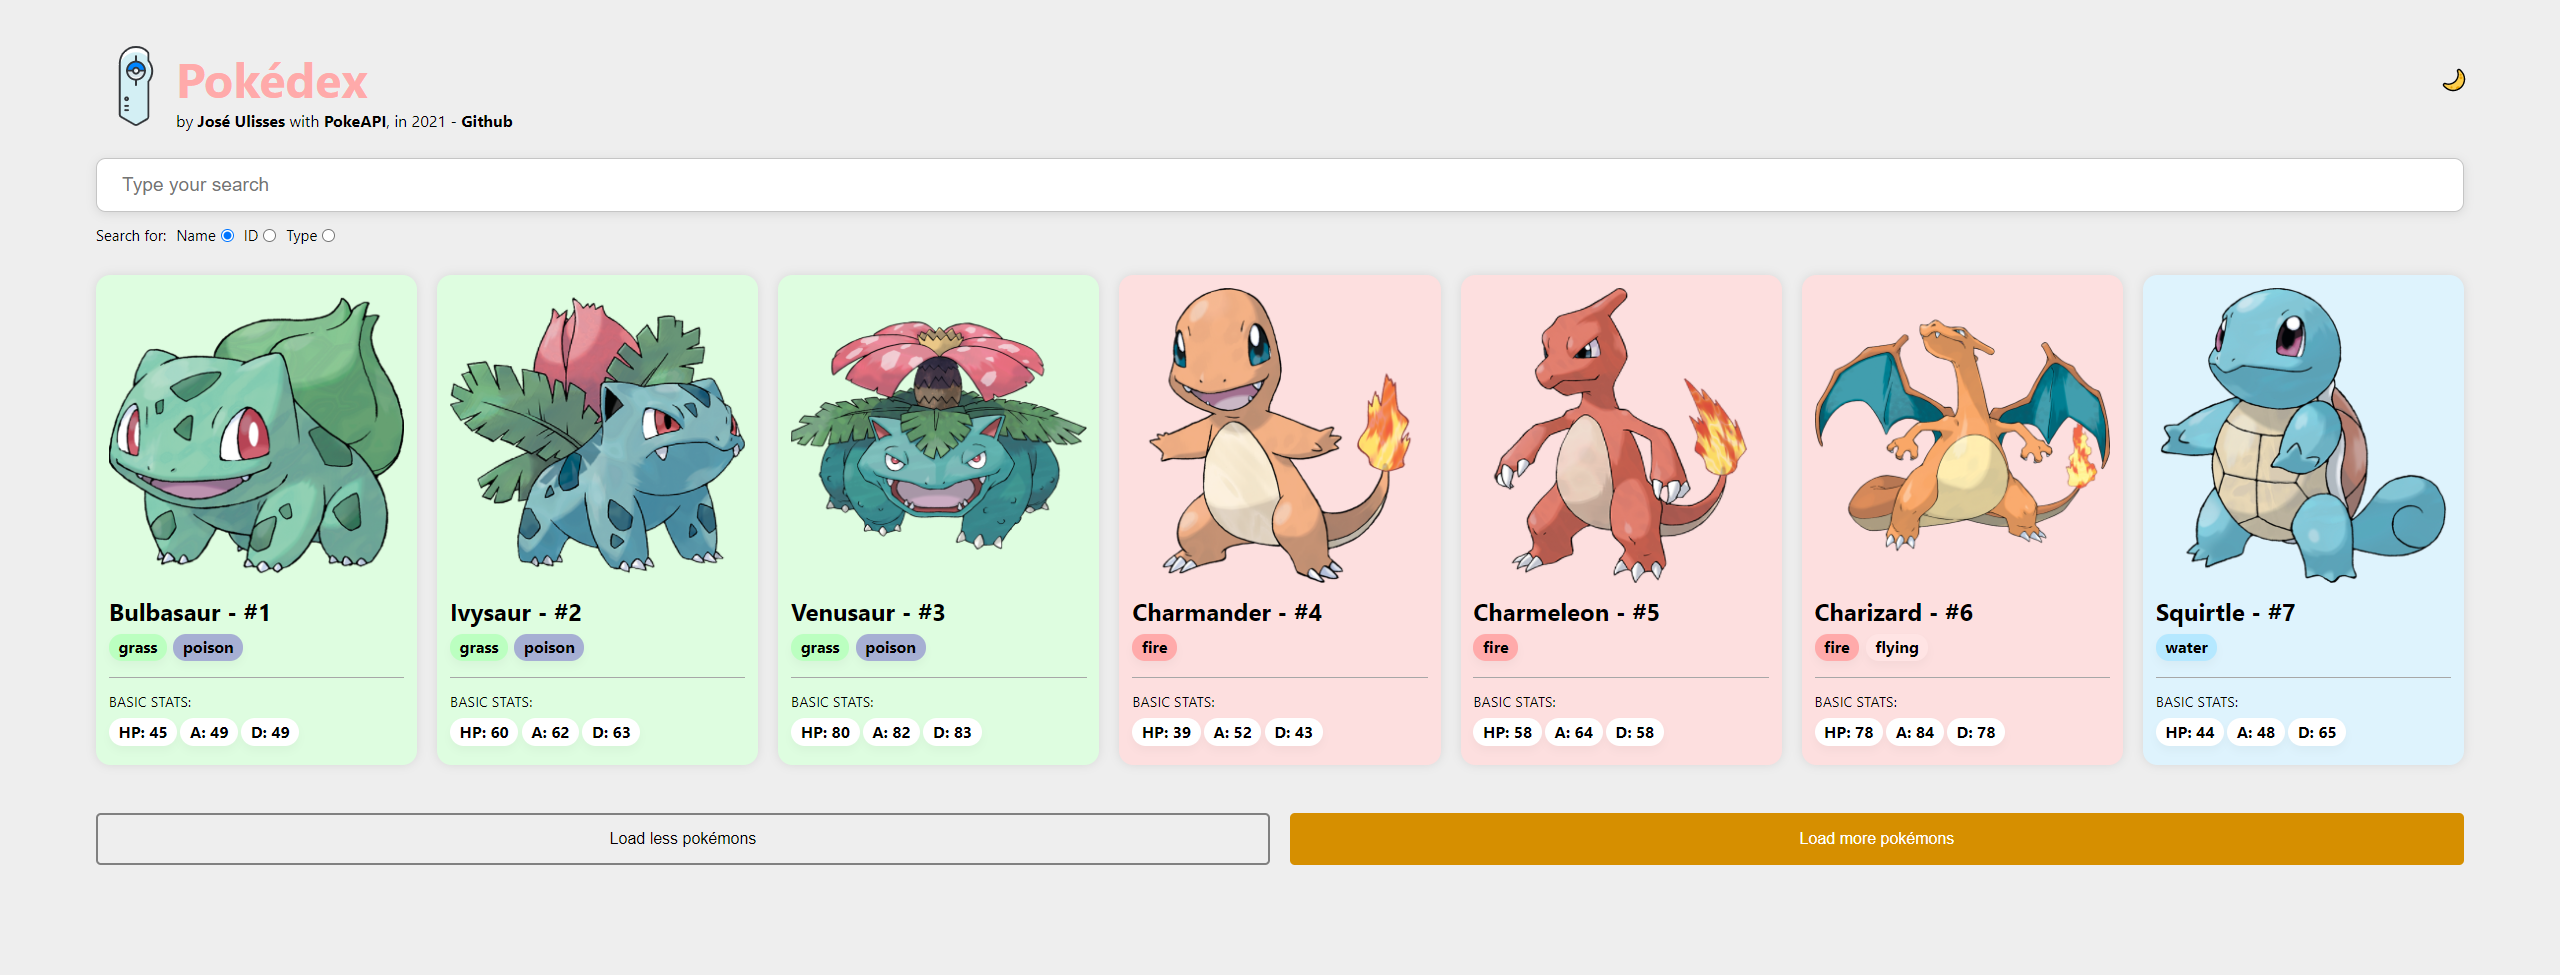 Pokédex
by José Ulisses with PokeAPI, in 2021 - Github
Type your search
Search for: Name ID Type
Bulbasaur - #1
grass poison
BASIC STATS:
HP: 45 A: 49 D: 49
Ivysaur - #2
grass poison
BASIC STATS:
HP: 60 A: 62 D: 63
Venusaur - #3
grass poison
BASIC STATS:
HP: 80 A: 82 D: 83
Charmander - #4
fire
BASIC STATS:
HP: 39 A: 52 D: 43
Charmeleon - #5
fire
BASIC STATS:
HP: 58 A: 64 D: 58
Charizard - #6
fire flying
BASIC STATS:
HP: 78 A: 84 D: 78
Squirtle - #7
water
BASIC STATS:
HP: 44 A: 48 D: 65
Load less pokémons
Load more pokémons